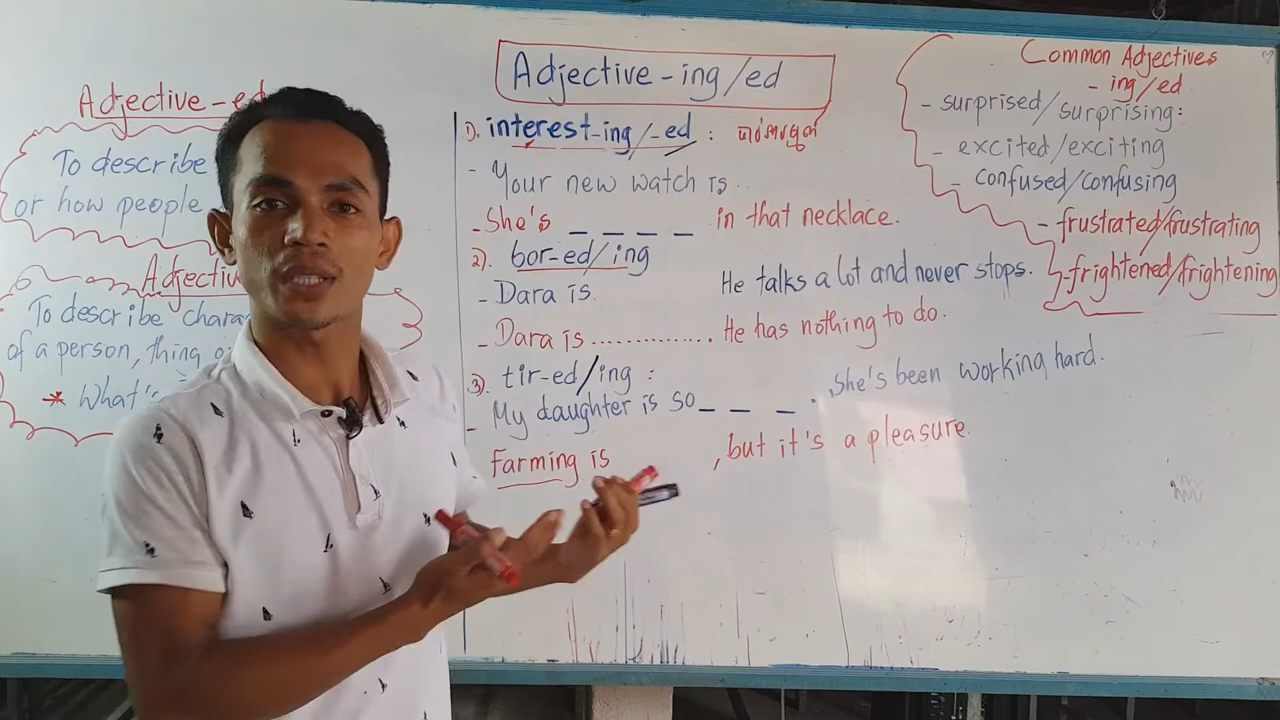 Adjective-ed
To describe
or how people
Adjectiv
To describe chara
of a person, thing
* What's
Adjective-ing/ed
1). interest-ing/-ed :
- Your new watch is..
- She's _ _ _ _ in that necklace.
2). bor-ed/ing
- Dara is. He talks a lot and never stops.
- Dara is............... He has nothing to do.
3). tir-ed/ing :
- My daughter is so _ _ _ . She's been working hard.
Farming is , but it's a pleasure.
Common Adjectives
- ing/ed
- surprised/surprising:
- excited/exciting
- confused/confusing
- frustrated/frustrating
- frightened/frightening